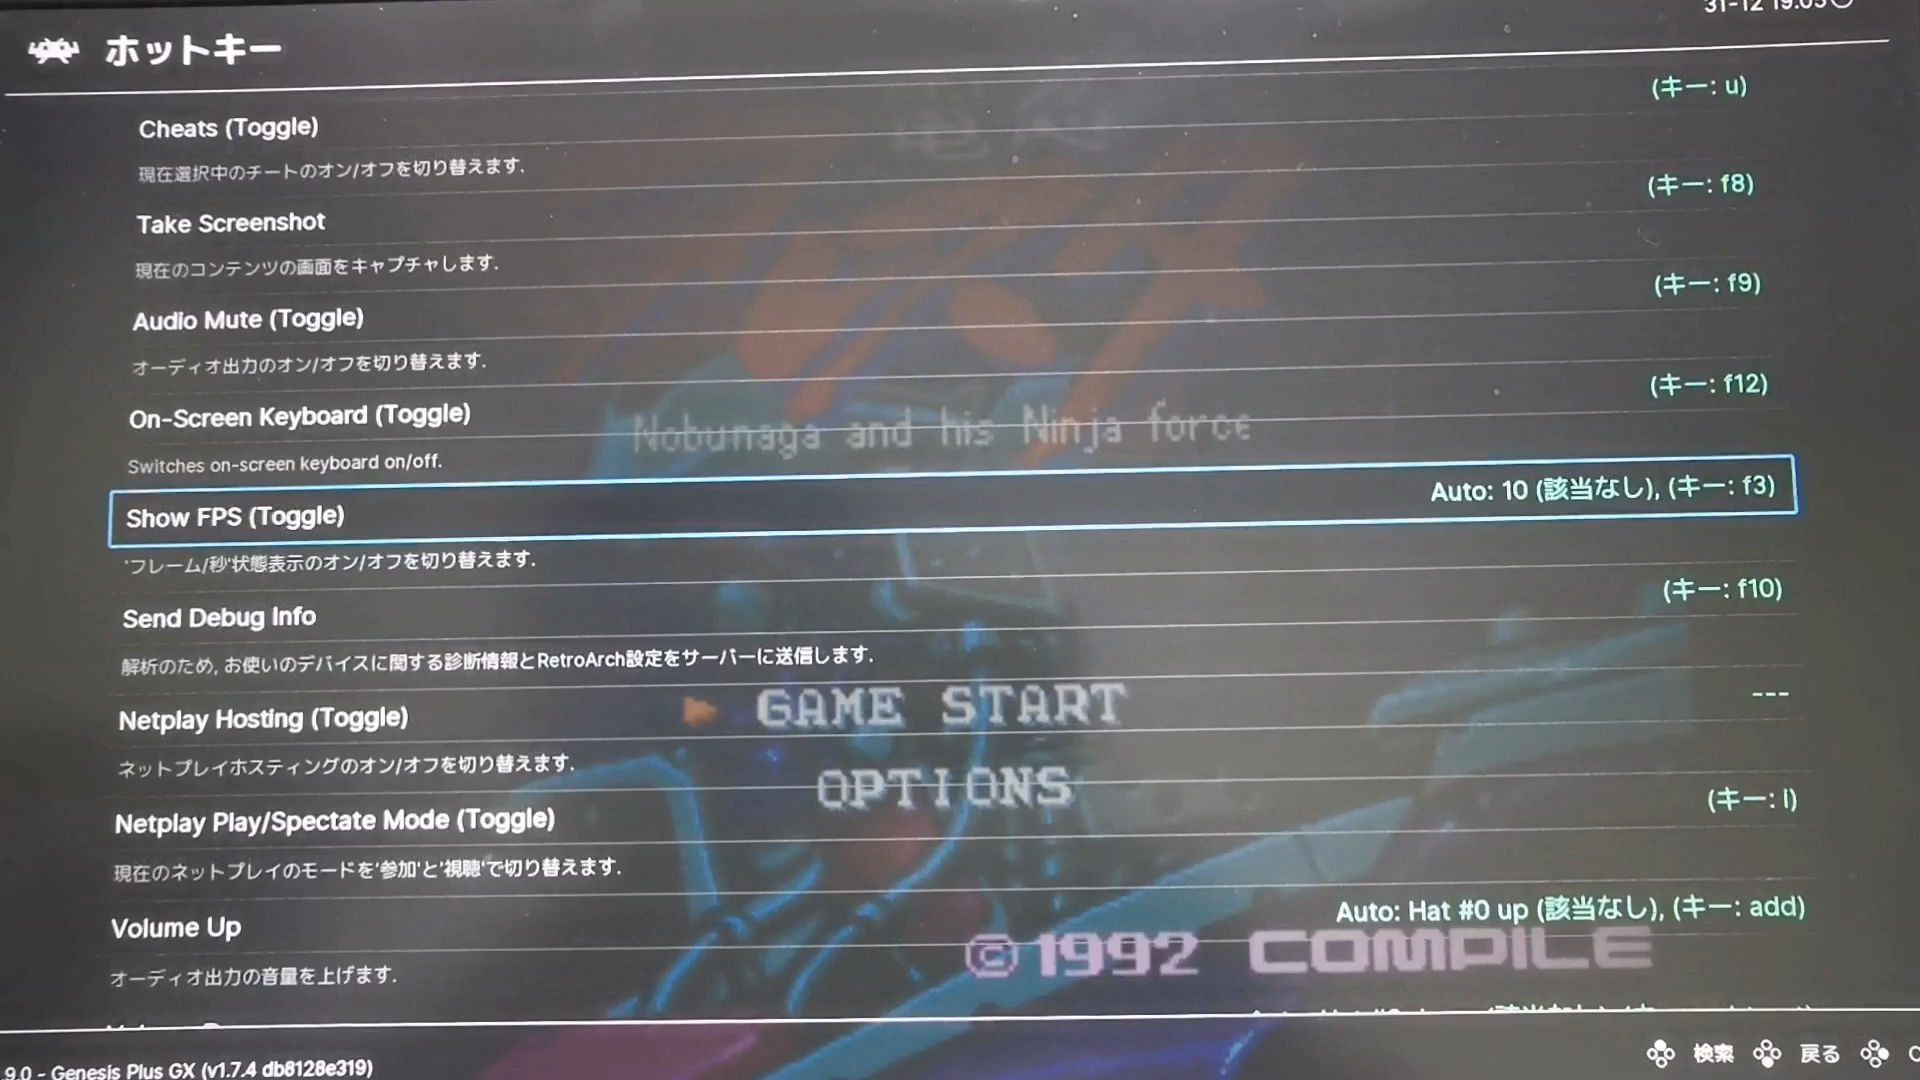 31-12 19:05
ホットキー
(キー: u)
Cheats (Toggle)
現在選択中のチートのオン/オフを切り替えます.
(キー: f8)
Take Screenshot
現在のコンテンツの画面をキャプチャします.
(キー: f9)
Audio Mute (Toggle)
オーディオ出力のオン/オフを切り替えます.
(キー: f12)
On-Screen Keyboard (Toggle)
Nobunaga and his Ninja force
Switches on-screen keyboard on/off.
Auto: 10 (該当なし), (キー: f3)
Show FPS (Toggle)
'フレーム/秒'状態表示のオン/オフを切り替えます.
(キー: f10)
Send Debug Info
解析のため, お使いのデバイスに関する診断情報とRetroArch設定をサーバーに送信します.
---
Netplay Hosting (Toggle)
GAME START
ネットプレイホスティングのオン/オフを切り替えます.
OPTIONS
(キー: i)
Netplay Play/Spectate Mode (Toggle)
現在のネットプレイのモードを'参加'と'視聴'で切り替えます.
Auto: Hat #0 up (該当なし), (キー: add)
Volume Up
©1992 COMPILE
オーディオ出力の音量を上げます.
.9.0 - Genesis Plus GX (v1.7.4 db8128e319)
検索
戻る